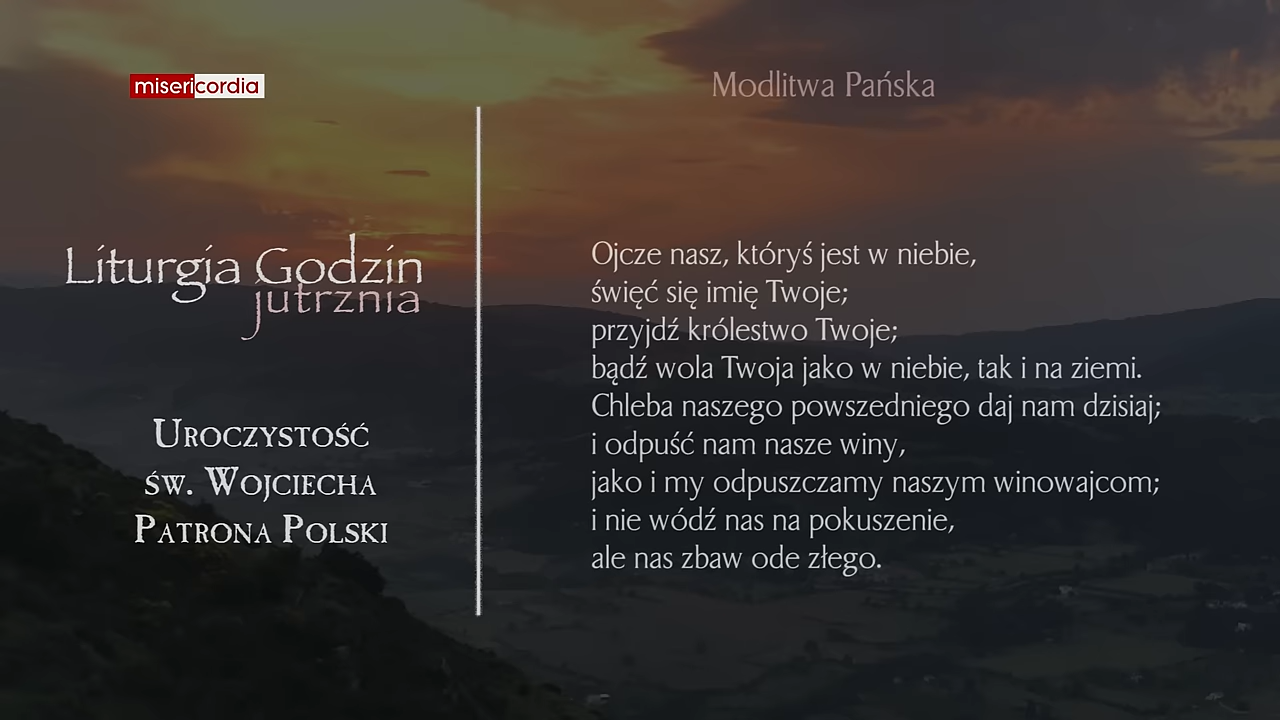 misericordia
Liturgia Godzin
jutrznia
Uroczystość
św. Wojciecha
Patrona Polski
Modlitwa Pańska
Ojcze nasz, któryś jest w niebie,
święć się imię Twoje;
przyjdź królestwo Twoje;
bądź wola Twoja jako w niebie, tak i na ziemi.
Chleba naszego powszedniego daj nam dzisiaj;
i odpuść nam nasze winy,
jako i my odpuszczamy naszym winowajcom;
i nie wódź nas na pokuszenie,
ale nas zbaw ode złego.